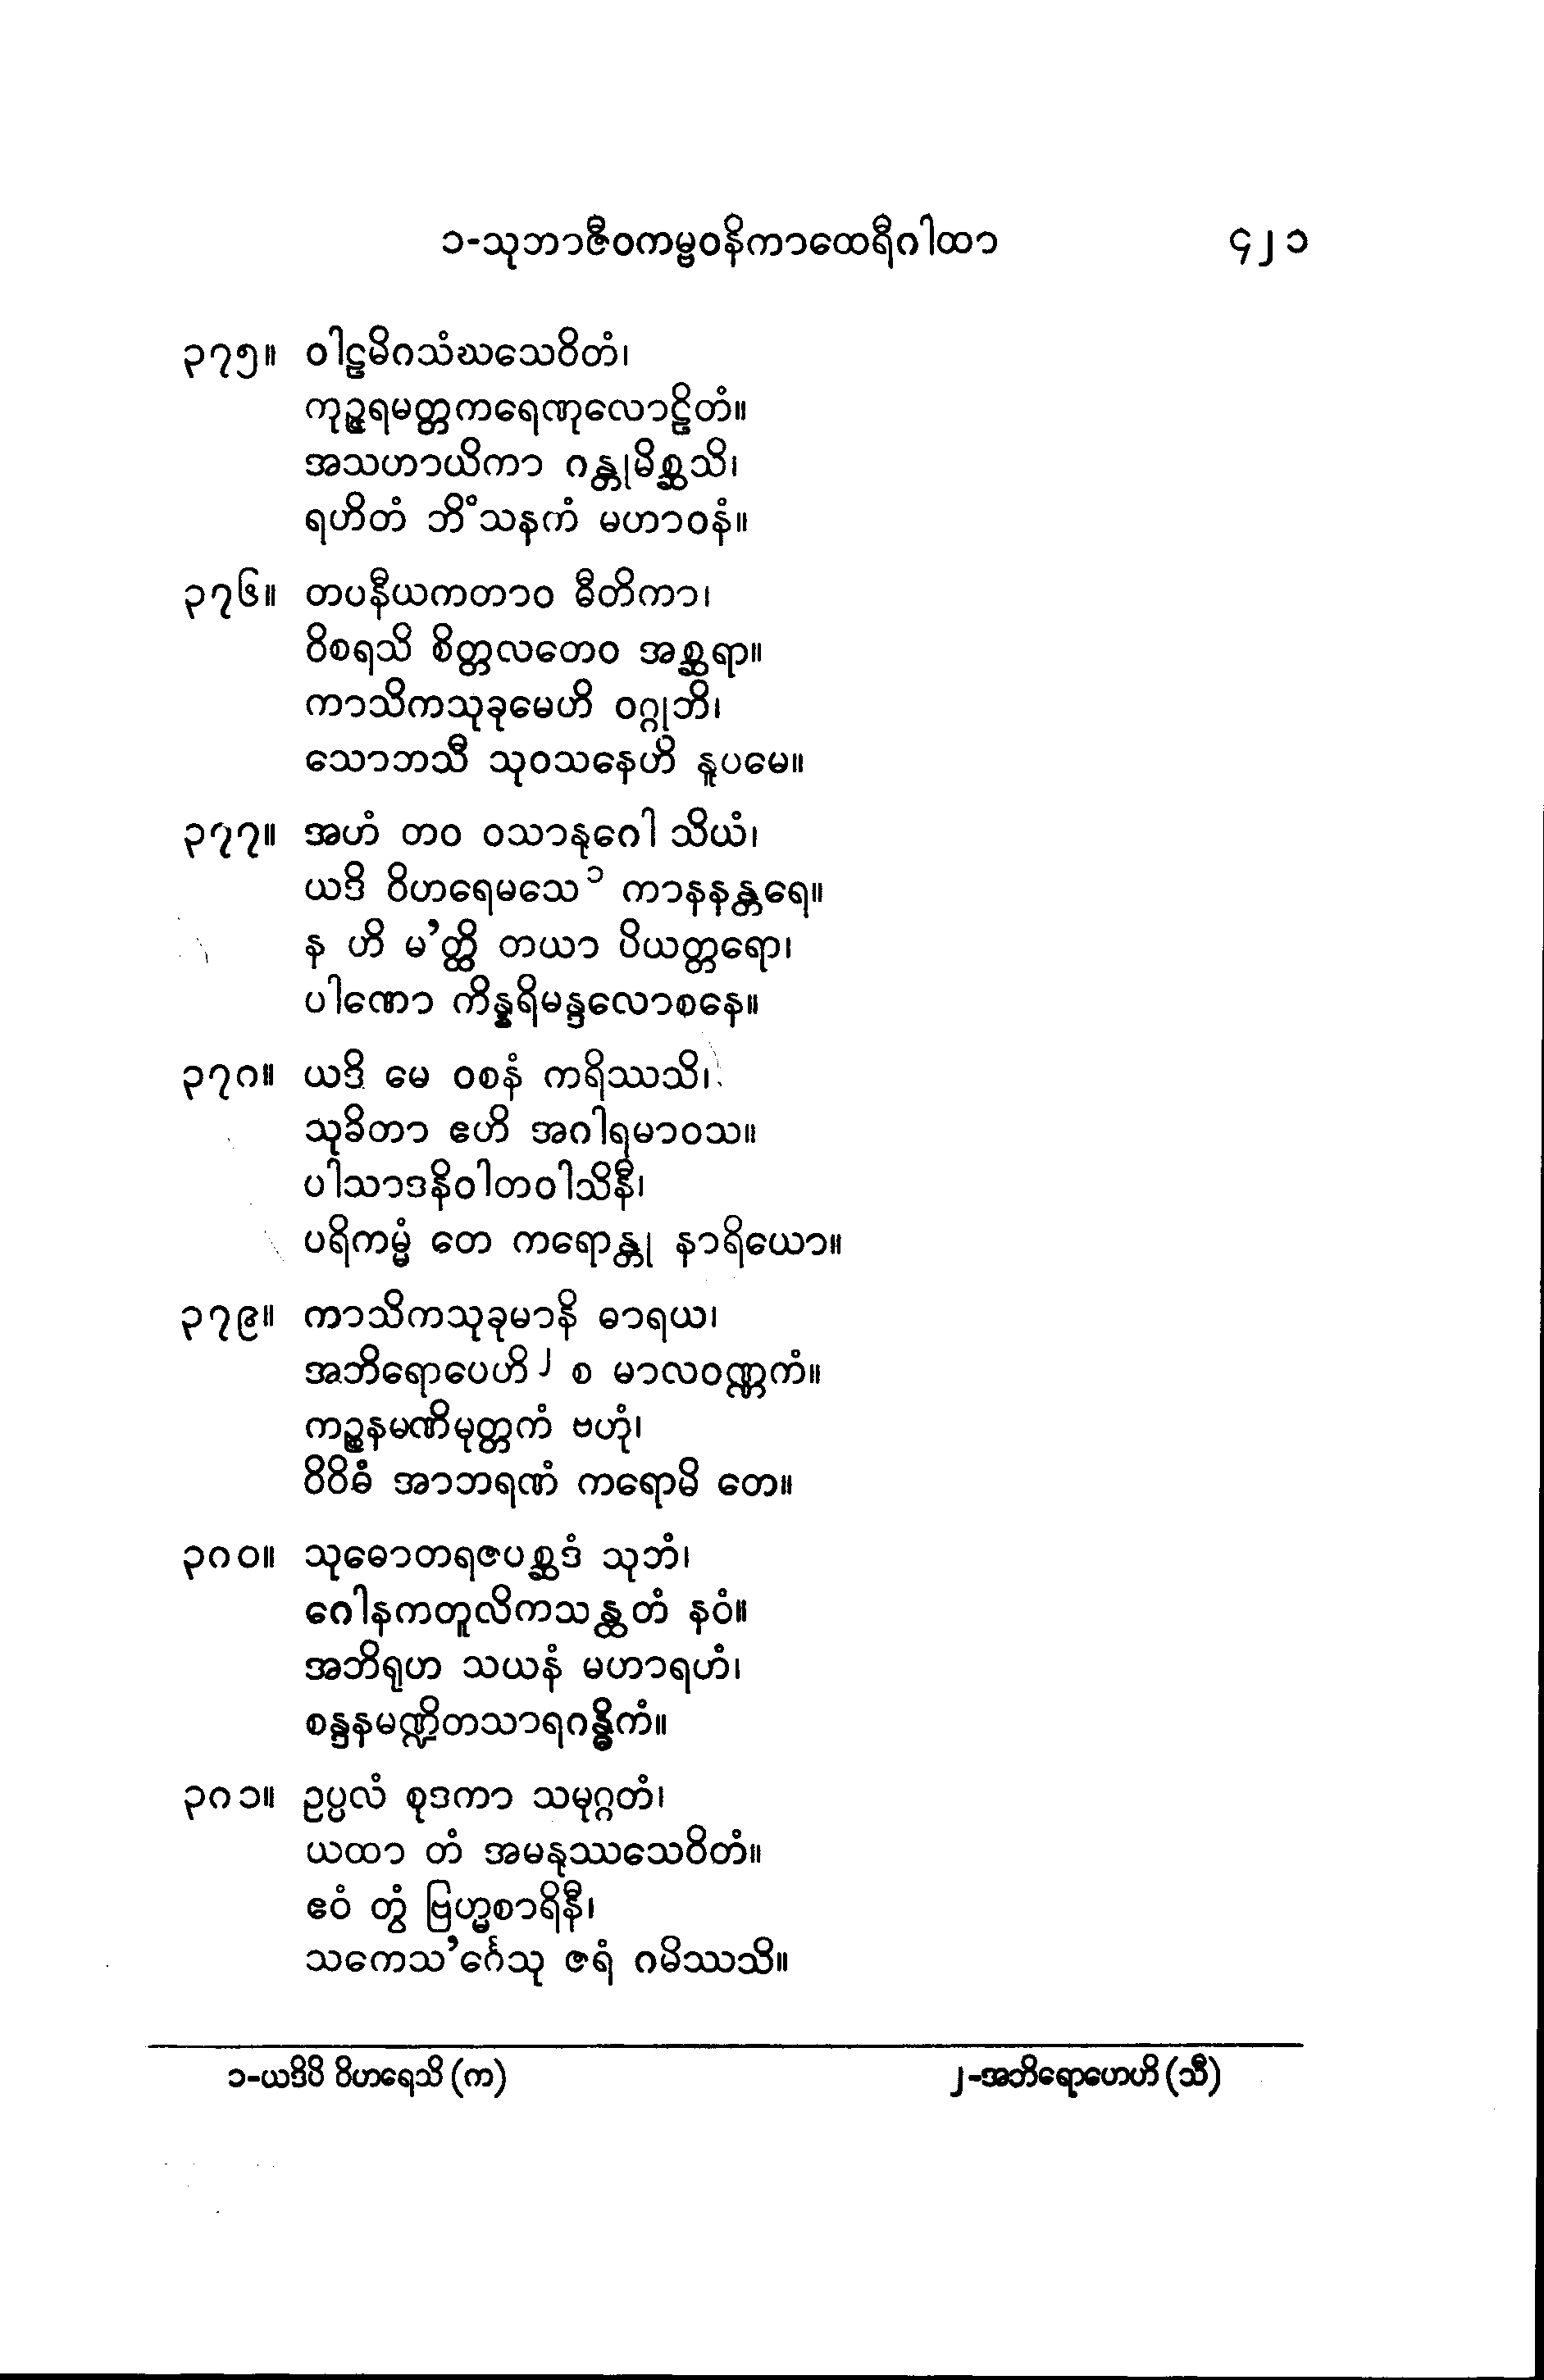 ၁-သုဘာဇီဝကမ္ဗဝနိကာထေရီဂါထာ ၄၂၁
၃၇၅။ ဝါဠမိဂသံဃသေဝိတံ၊
ကုဉ္ဇရမတ္တကရေဏုလောဠိတံ။
အသဟာယိကာ ဂန္တုမိစ္ဆသိ၊
ရဟိတံ ဘိံသနကံ မဟာဝနံ။
၃၇၆။ တပနီယကတာဝ ဓီတိကာ၊
ဝိစရသိ စိတ္တလတေဝ အစ္ဆရာ။
ကာသိကသုခုမေဟိ ဝဂ္ဂုဘိ၊
သောဘသီ သုဝသနေဟိ နူပမေ။
၃၇၇။ အဟံ တဝ ဝသာနုဂေါ သိယံ၊
ယဒိ ဝိဟရေမသေ ၁ ကာနနန္တရေ။
န ဟိ မ’တ္ထိ တယာ ပိယတ္တရော၊
ပါဏော ကိန္နရိမန္ဒလောစနေ။
၃၇၈။ ယဒိ မေ ဝစနံ ကရိဿသိ၊
သုခိတာ ဧဟိ အဂါရမာဝသ။
ပါသာဒနိဝါတဝါသိနီ၊
ပရိကမ္မံ တေ ကရောန္တု နာရိယော။
၃၇၉။ ကာသိကသုခုမာနိ ဓာရယ၊
အဘိရောပေဟိ ၂ စ မာလဝဏ္ဏကံ။
ကဉ္စနမဏိမုတ္တကံ ဗဟုံ၊
ဝိဝိဓံ အာဘရဏံ ကရောမိ တေ။
၃၈၀။ သုဓောတရဇပစ္ဆဒံ သုဘံ၊
ဂေါနကတူလိကသန္ထတံ နဝံ။
အဘိရုဟ သယနံ မဟာရဟံ၊
စန္ဒနမဏ္ဍိတသာရဂန္ဓိကံ။
၃၈၁။ ဥပ္ပလံ စုဒကာ သမုဂ္ဂတံ၊
ယထာ တံ အမနုဿသေဝိတံ။
ဧဝံ တွံ ဗြဟ္မစာရိနီ၊
သကေသ’င်္ဂေသု ဇရံ ဂမိဿသိ။
၁-ယဒိပိ ဝိဟရေသိ (က) ၂-အဘိရောဟေဟိ (သီ)